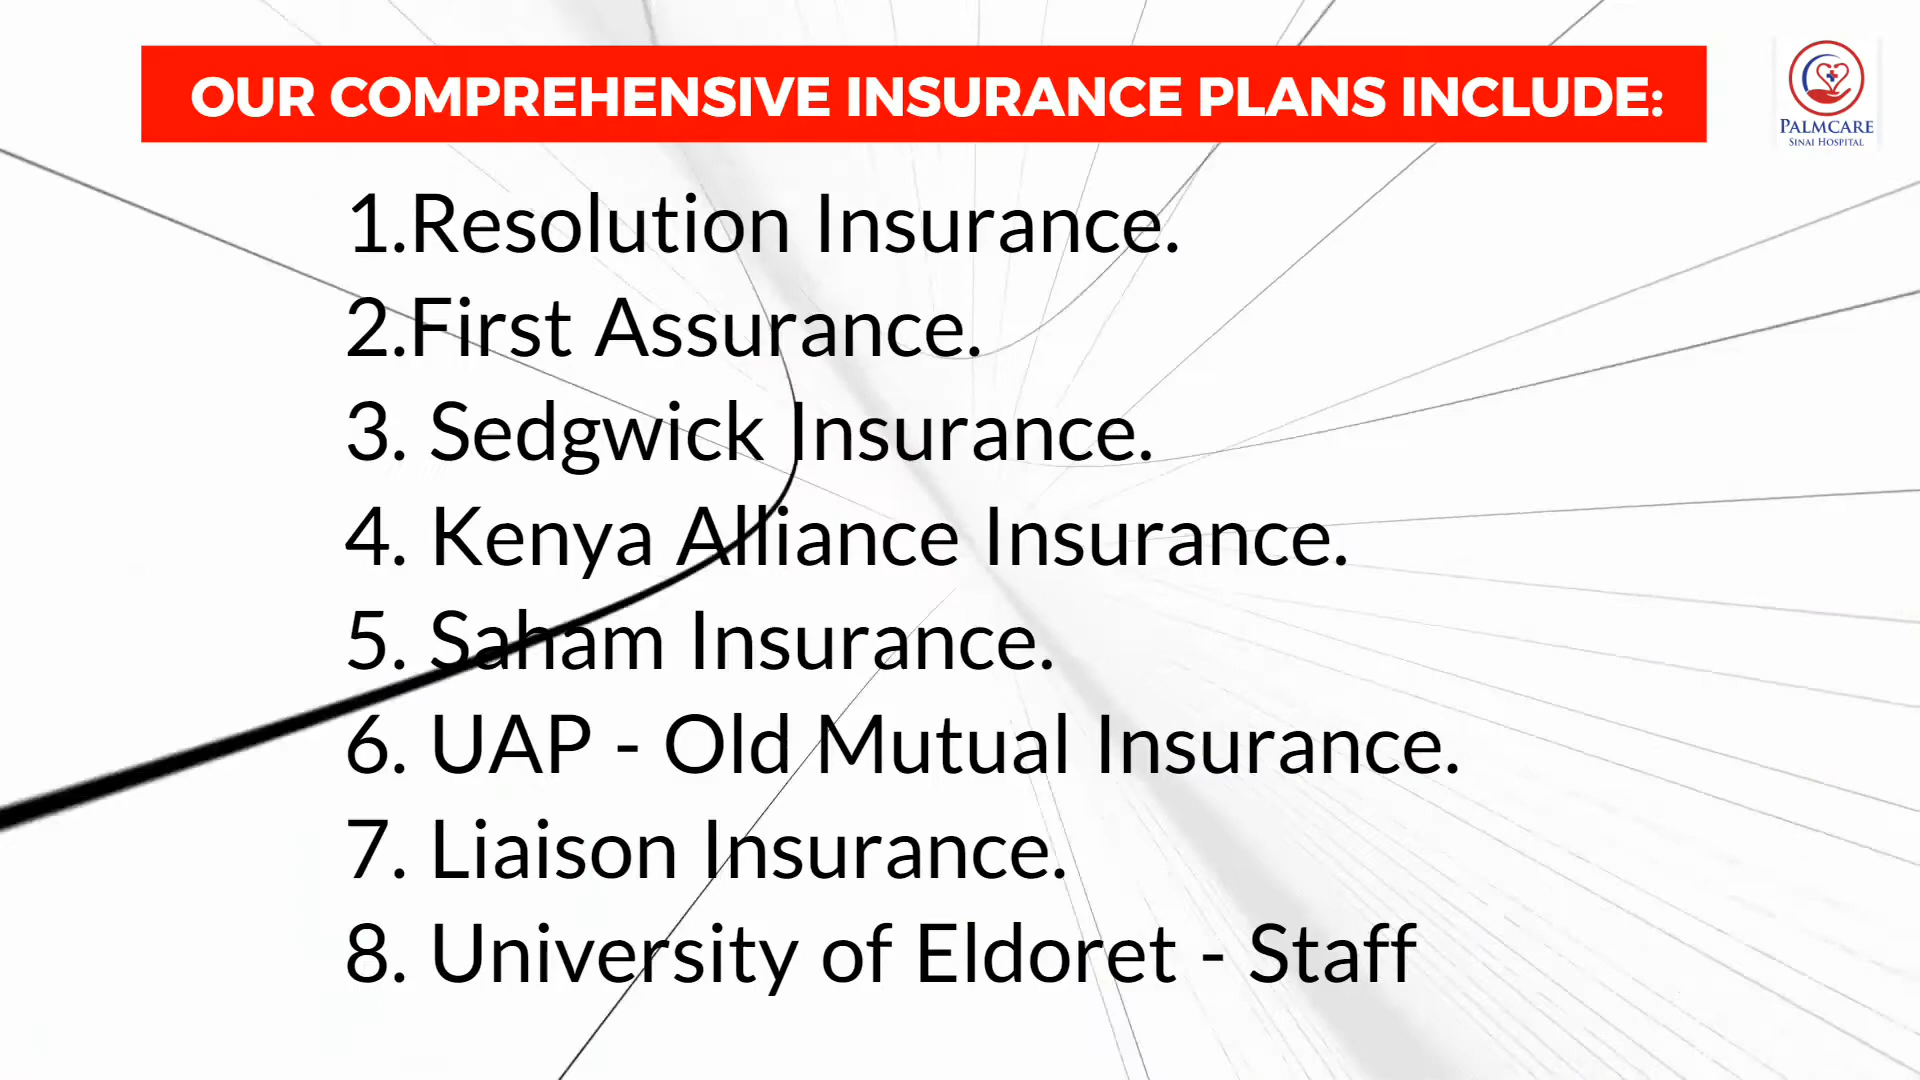 OUR COMPREHENSIVE INSURANCE PLANS INCLUDE:
PALMCARE
SINAI HOSPITAL
1.Resolution Insurance.
2.First Assurance.
3. Sedgwick Insurance.
4. Kenya Alliance Insurance.
5. Saham Insurance.
6. UAP - Old Mutual Insurance.
7. Liaison Insurance.
8. University of Eldoret - Staff